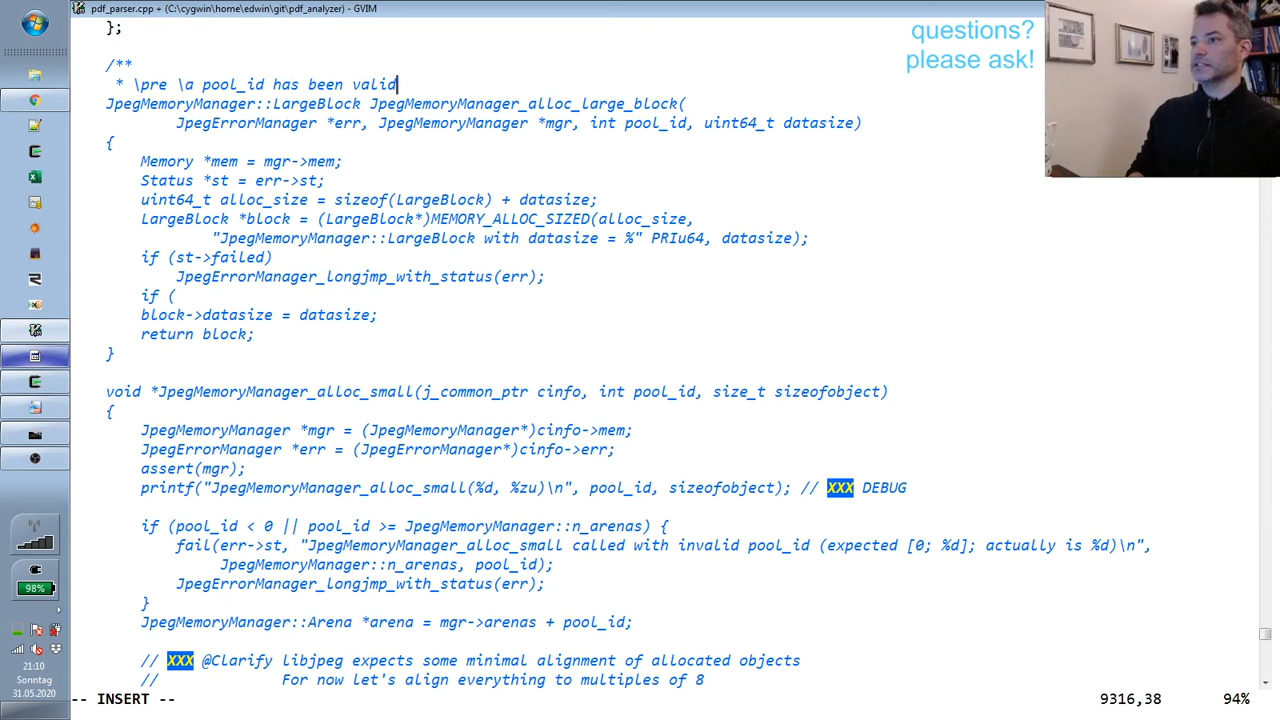 pdf_parser.cpp + (C:\cygwin\home\edwin\git\pdf_analyzer) - GVIM
};
questions?
please ask!
/**
 * \pre \a pool_id has been valid
JpegMemoryManager::LargeBlock JpegMemoryManager_alloc_large_block(
        JpegErrorManager *err, JpegMemoryManager *mgr, int pool_id, uint64_t datasize)
{
    Memory *mem = mgr->mem;
    Status *st = err->st;
    uint64_t alloc_size = sizeof(LargeBlock) + datasize;
    LargeBlock *block = (LargeBlock*)MEMORY_ALLOC_SIZED(alloc_size,
            "JpegMemoryManager::LargeBlock with datasize = %" PRIu64, datasize);
    if (st->failed)
        JpegErrorManager_longjmp_with_status(err);
    if (
    block->datasize = datasize;
    return block;
}
void *JpegMemoryManager_alloc_small(j_common_ptr cinfo, int pool_id, size_t sizeofobject)
{
    JpegMemoryManager *mgr = (JpegMemoryManager*)cinfo->mem;
    JpegErrorManager *err = (JpegErrorManager*)cinfo->err;
    assert(mgr);
    printf("JpegMemoryManager_alloc_small(%d, %zu)\n", pool_id, sizeofobject); // XXX DEBUG
    if (pool_id < 0 || pool_id >= JpegMemoryManager::n_arenas) {
        fail(err->st, "JpegMemoryManager_alloc_small called with invalid pool_id (expected [0; %d]; actually is %d)\n",
             JpegMemoryManager::n_arenas, pool_id);
        JpegErrorManager_longjmp_with_status(err);
    }
    JpegMemoryManager::Arena *arena = mgr->arenas + pool_id;
    // XXX @Clarify libjpeg expects some minimal alignment of allocated objects
    //              For now let's align everything to multiples of 8
-- INSERT --
9316,38
94%
98%
21:10
Sonntag
31.05.2020